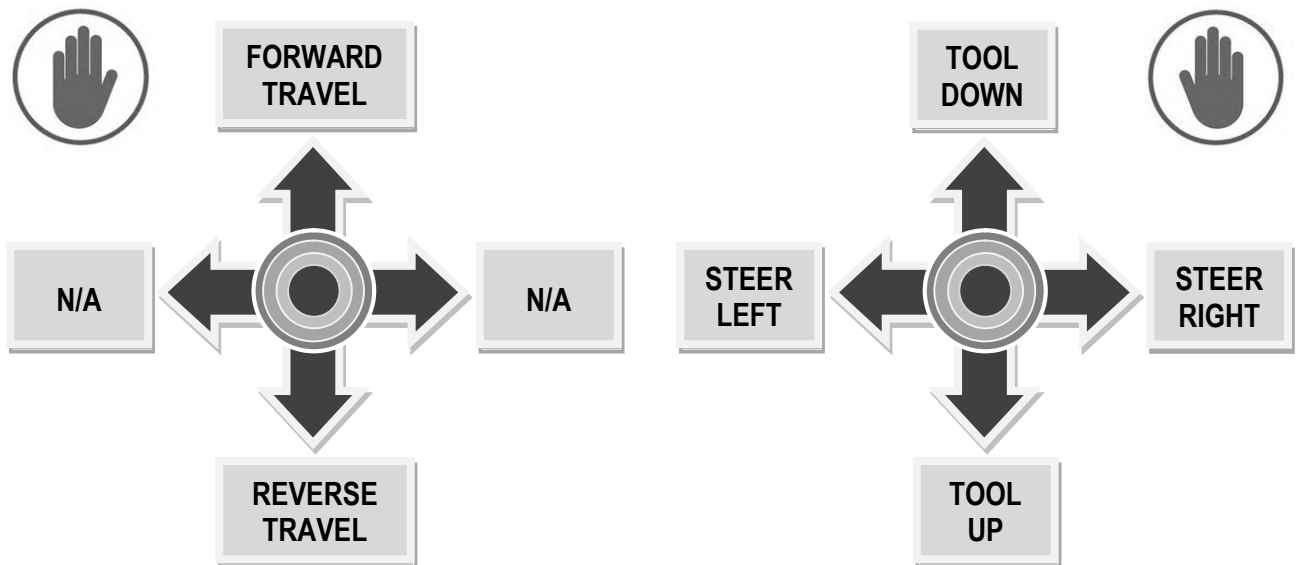 FORWARD
TRAVEL
N/A
N/A
REVERSE
TRAVEL
TOOL
DOWN
STEER
LEFT
STEER
RIGHT
TOOL
UP